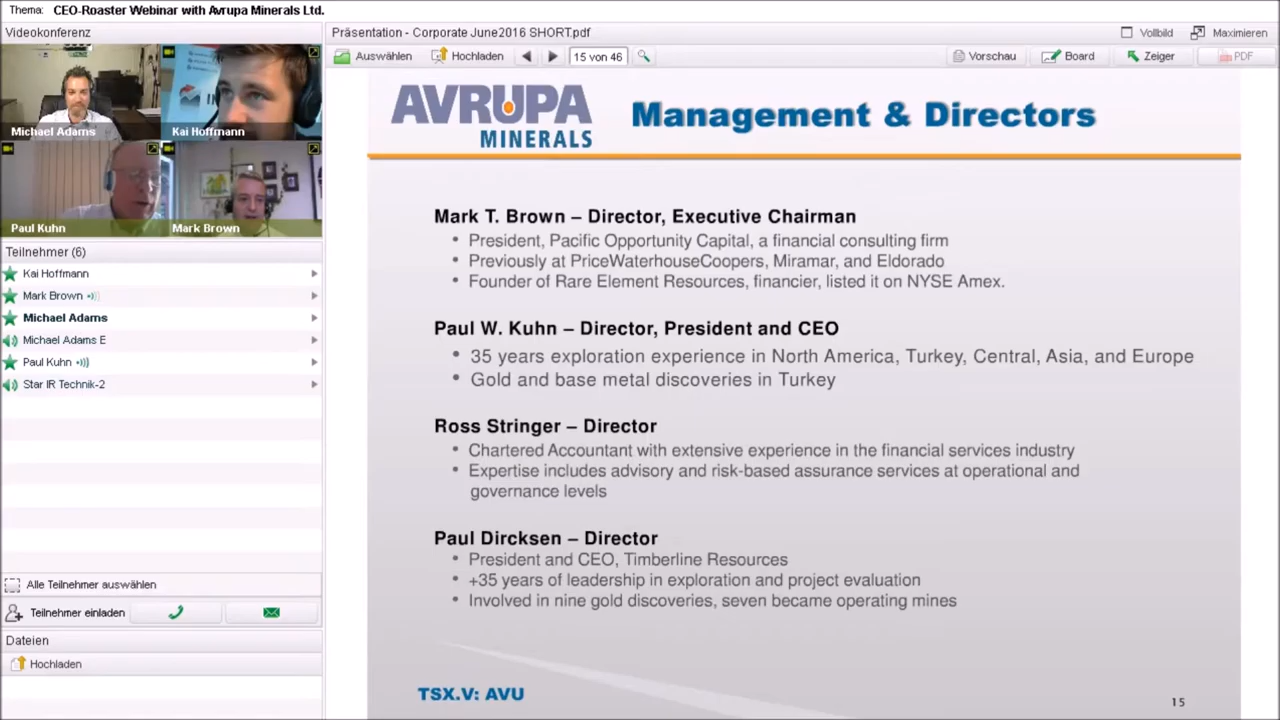 Thema: CEO-Roaster Webinar with Avrupa Minerals Ltd.
Videokonferenz
Michael Adams
Kai Hoffmann
Paul Kuhn
Mark Brown
Teilnehmer (6)
Kai Hoffmann
Mark Brown
Michael Adams
Michael Adams E
Paul Kuhn
Star IR Technik-2
Alle Teilnehmer auswählen
Teilnehmer einladen
Dateien
Hochladen
Präsentation - Corporate June2016 SHORT.pdf
Vollbild Maximieren
Auswählen Hochladen 15 von 46 Vorschau Board Zeiger PDF
AVRUPA
MINERALS
Management & Directors
Mark T. Brown – Director, Executive Chairman
• President, Pacific Opportunity Capital, a financial consulting firm
• Previously at PriceWaterhouseCoopers, Miramar, and Eldorado
• Founder of Rare Element Resources, financier, listed it on NYSE Amex.
Paul W. Kuhn – Director, President and CEO
• 35 years exploration experience in North America, Turkey, Central, Asia, and Europe
• Gold and base metal discoveries in Turkey
Ross Stringer – Director
• Chartered Accountant with extensive experience in the financial services industry
• Expertise includes advisory and risk-based assurance services at operational and
governance levels
Paul Dircksen – Director
• President and CEO, Timberline Resources
• +35 years of leadership in exploration and project evaluation
• Involved in nine gold discoveries, seven became operating mines
TSX.V: AVU
15